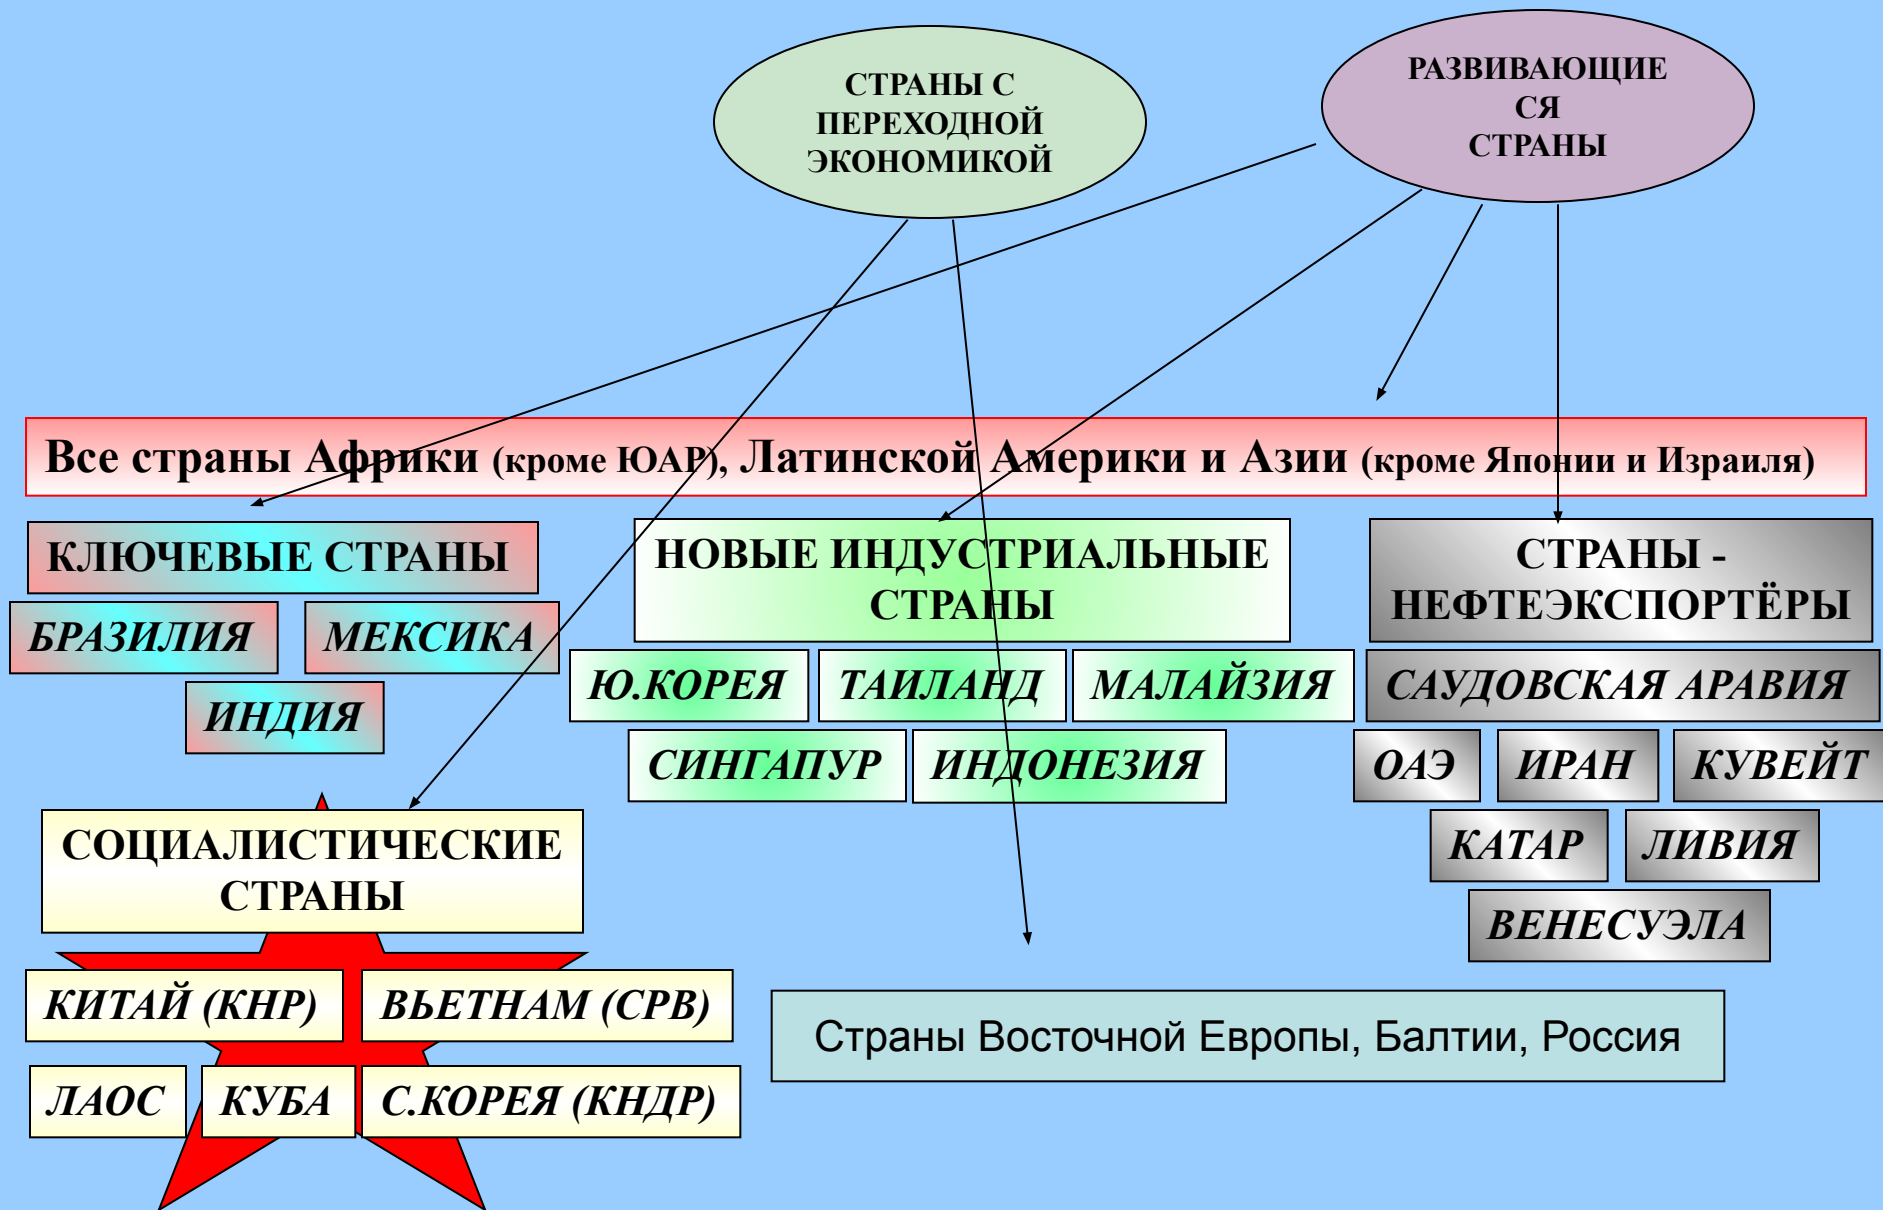 СТРАНЫ С
ПЕРЕХОДНОЙ
ЭКОНОМИКОЙ
РАЗВИВАЮЩИЕ
СЯ
СТРАНЫ
Все страны Африки (кроме ЮАР), Латинской Америки и Азии (кроме Японии и Израиля)
КЛЮЧЕВЫЕ СТРАНЫ
БРАЗИЛИЯ
МЕКСИКА
ИНДИЯ
НОВЫЕ ИНДУСТРИАЛЬНЫЕ
СТРАНЫ
Ю.КОРЕЯ
ТАИЛАНД
МАЛАЙЗИЯ
СИНГАПУР
ИНДОНЕЗИЯ
СТРАНЫ -
НЕФТЕЭКСПОРТЁРЫ
САУДОВСКАЯ АРАВИЯ
ОАЭ
ИРАН
КУВЕЙТ
КАТАР
ЛИВИЯ
ВЕНЕСУЭЛА
СОЦИАЛИСТИЧЕСКИЕ
СТРАНЫ
КИТАЙ (КНР)
ВЬЕТНАМ (СРВ)
ЛАОС
КУБА
С.КОРЕЯ (КНДР)
Страны Восточной Европы, Балтии, Россия